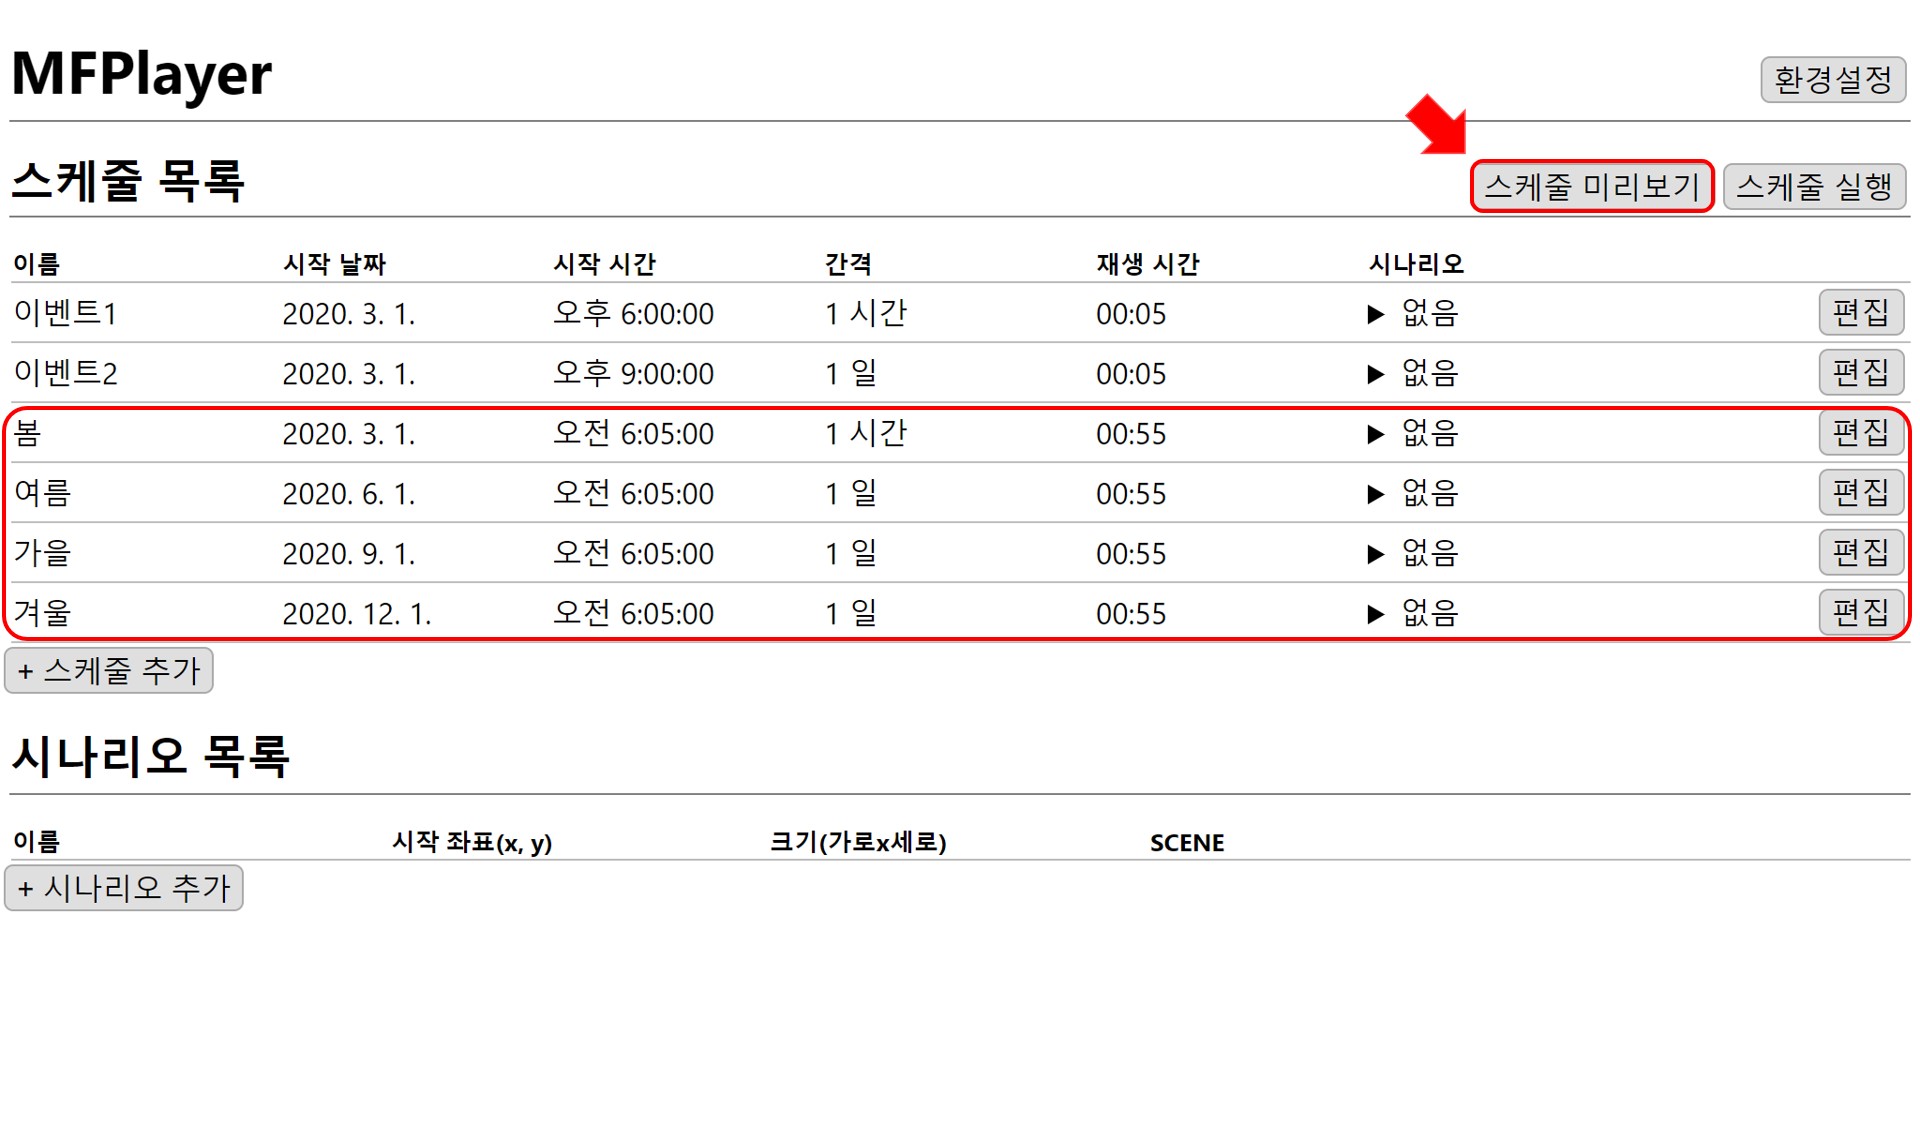 MFPlayer
환경설정
스케줄 목록
스케줄 미리보기 스케줄 실행
이름 시작 날짜 시작 시간 간격 재생 시간 시나리오
이벤트1 2020. 3. 1. 오후 6:00:00 1 시간 00:05 ▶ 없음 편집
이벤트2 2020. 3. 1. 오후 9:00:00 1 일 00:05 ▶ 없음 편집
봄 2020. 3. 1. 오전 6:05:00 1 시간 00:55 ▶ 없음 편집
여름 2020. 6. 1. 오전 6:05:00 1 일 00:55 ▶ 없음 편집
가을 2020. 9. 1. 오전 6:05:00 1 일 00:55 ▶ 없음 편집
겨울 2020. 12. 1. 오전 6:05:00 1 일 00:55 ▶ 없음 편집
+ 스케줄 추가
시나리오 목록
이름 시작 좌표(x, y) 크기(가로x세로) SCENE
+ 시나리오 추가